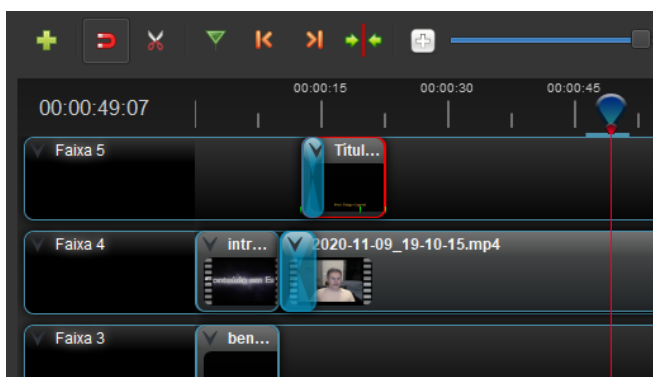 00:00:15 00:00:30 00:00:45
00:00:49:07
Faixa 5 Títul...
Faixa 4 intr... 2020-11-09_19-10-15.mp4
Faixa 3 ben...